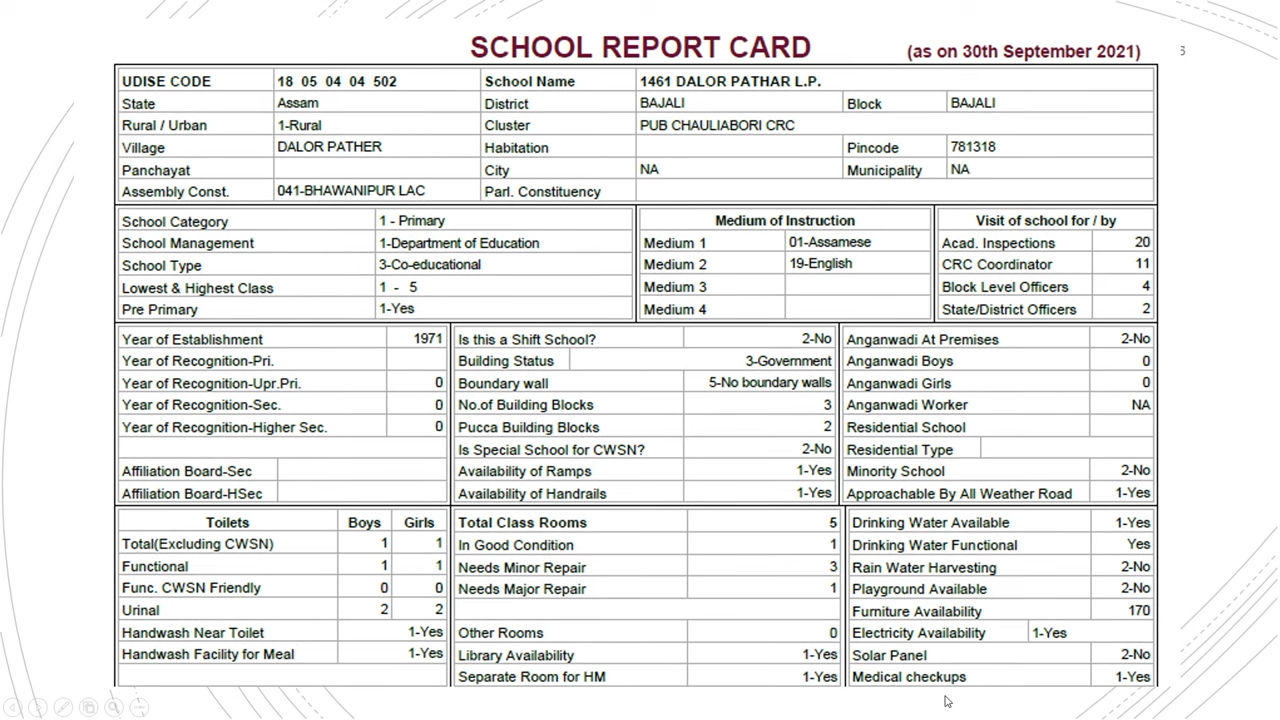 SCHOOL REPORT CARD (as on 30th September 2021)
UDISE CODE 18 05 04 04 502 School Name 1461 DALOR PATHAR L.P.
State Assam District BAJALI Block BAJALI
Rural / Urban 1-Rural Cluster PUB CHAULIABORI CRC
Village DALOR PATHER Habitation Pincode 781318
Panchayat City NA Municipality NA
Assembly Const. 041-BHAWANIPUR LAC Parl. Constituency
School Category 1 - Primary
School Management 1-Department of Education
School Type 3-Co-educational
Lowest & Highest Class 1 - 5
Pre Primary 1-Yes
Medium of Instruction
Medium 1 01-Assamese
Medium 2 19-English
Medium 3
Medium 4
Visit of school for / by
Acad. Inspections 20
CRC Coordinator 11
Block Level Officers 4
State/District Officers 2
Year of Establishment 1971
Year of Recognition-Pri.
Year of Recognition-Upr.Pri. 0
Year of Recognition-Sec. 0
Year of Recognition-Higher Sec. 0
Affiliation Board-Sec
Affiliation Board-HSec
Is this a Shift School? 2-No
Building Status 3-Government
Boundary wall 5-No boundary walls
No.of Building Blocks 3
Pucca Building Blocks 2
Is Special School for CWSN? 2-No
Availability of Ramps 1-Yes
Availability of Handrails 1-Yes
Anganwadi At Premises 2-No
Anganwadi Boys 0
Anganwadi Girls 0
Anganwadi Worker NA
Residential School
Residential Type
Minority School 2-No
Approachable By All Weather Road 1-Yes
Toilets Boys Girls
Total(Excluding CWSN) 1 1
Functional 1 1
Func. CWSN Friendly 0 0
Urinal 2 2
Handwash Near Toilet 1-Yes
Handwash Facility for Meal 1-Yes
Total Class Rooms 5
In Good Condition 1
Needs Minor Repair 3
Needs Major Repair 1
Other Rooms 0
Library Availability 1-Yes
Separate Room for HM 1-Yes
Drinking Water Available 1-Yes
Drinking Water Functional Yes
Rain Water Harvesting 2-No
Playground Available 2-No
Furniture Availability 170
Electricity Availability 1-Yes
Solar Panel 2-No
Medical checkups 1-Yes